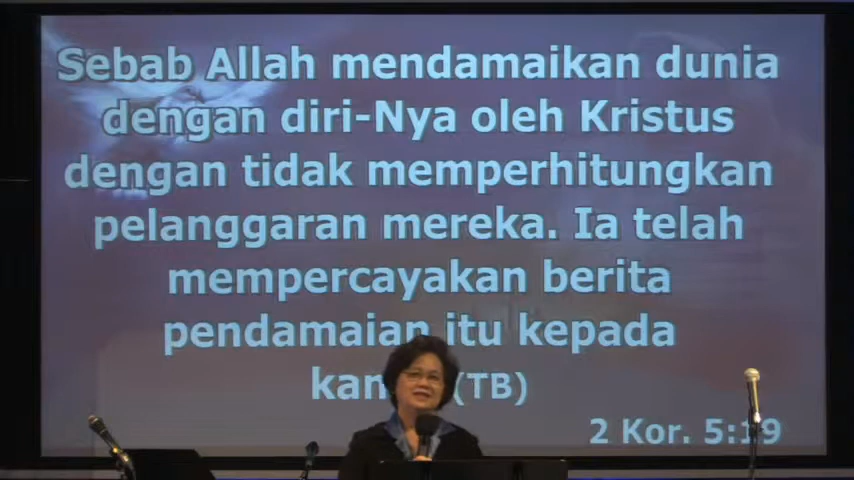 Sebab Allah mendamaikan dunia
dengan diri-Nya oleh Kristus
dengan tidak memperhitungkan
pelanggaran mereka. Ia telah
mempercayakan berita
pendamaian itu kepada
(TB)
2 Kor. 5:19